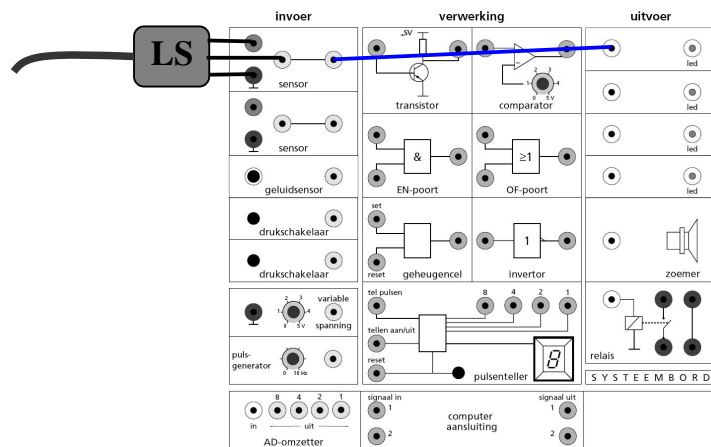 invoer
verwerking
uitvoer
LS
sensor
5V
transistor
1 2 3 4
0 5 V
comparator
led
sensor
led
geluidsensor
&
EN-poort
≥1
OF-poort
led
led
drukschakelaar
drukschakelaar
set
reset
geheugencel
1
invertor
zoemer
1 2 3 4
0 5 V
variable
spanning
puls-
generator
0 10 Hz
tel pulsen
8 4 2 1
tellen aan/uit
reset
8
pulsenteller
relais
SYSTEEMBORD
8 4 2 1
in uit
AD-omzetter
signaal in
1
2
computer
aansluiting
signaal uit
1
2